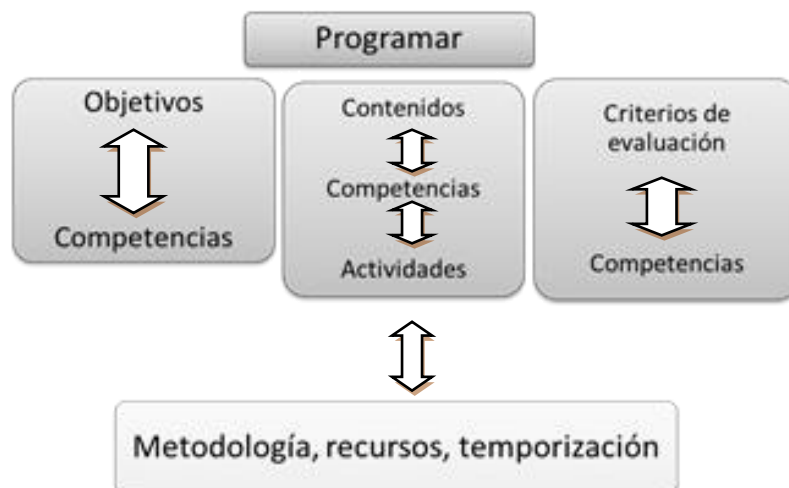 Programar
Objetivos
Competencias
Contenidos
Competencias
Actividades
Criterios de
evaluación
Competencias
Metodología, recursos, temporización